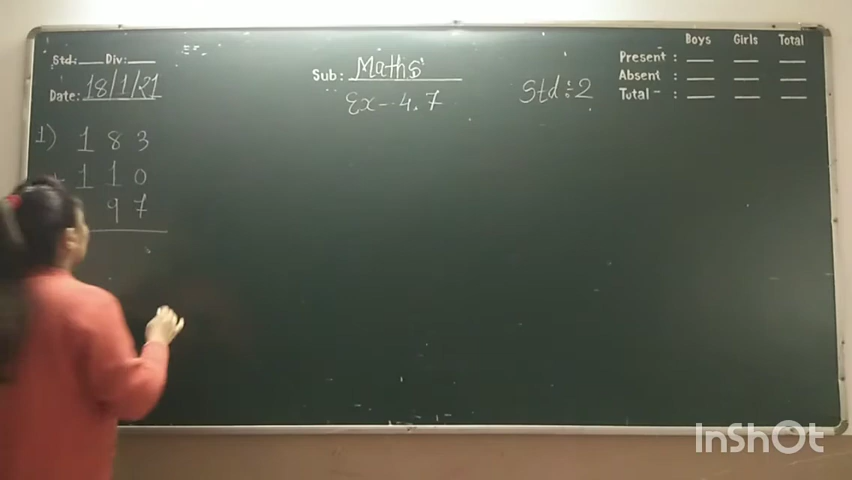 Boys Girls Total
Std: Div:
Sub: Maths
Present :
Absent :
Total :
Date: 18/1/21
Ex-4.7
Std:-2
1) 1 8 3
+ 1 1 0
9 7
InShOt